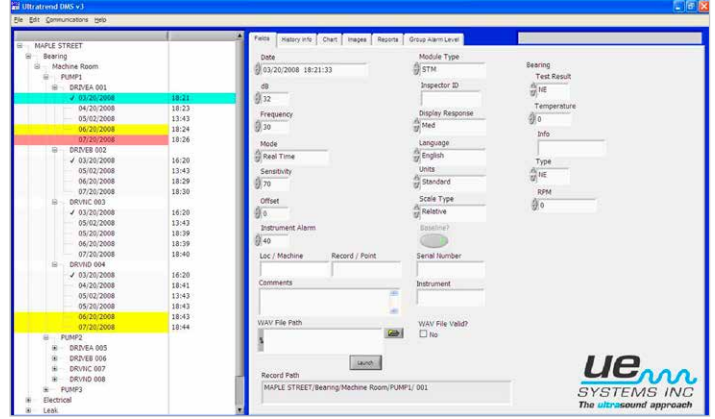 Ultratrend DMS v3
File Edit Communications Help
MAPLE STREET
Bearing
Machine Room
PUMP1
DRIVEA 001
✓ 03/20/2008 18:21
04/20/2008 18:23
05/02/2008 13:43
06/20/2008 18:24
07/20/2008 18:26
DRIVEB 002
✓ 03/20/2008 16:20
05/02/2008 13:43
06/20/2008 18:29
07/20/2008 18:30
DRVNC 003
✓ 03/20/2008 16:20
05/02/2008 13:43
05/20/2008 18:39
06/20/2008 18:39
07/20/2008 18:40
DRVND 004
✓ 03/20/2008 16:20
04/20/2008 18:41
05/02/2008 13:43
05/20/2008 18:43
06/20/2008 18:43
07/20/2008 18:44
PUMP2
DRIVEA 005
DRIVEB 006
DRVNC 007
DRVND 008
PUMP3
Electrical
Leak
Fields History Info Chart Images Reports Group Alarm Level
Date
03/20/2008 18:21:33
dB
32
Frequency
30
Mode
Real Time
Sensitivity
70
Offset
0
Instrument Alarm
40
Loc / Machine Record / Point
Comments
WAV File Path
Launch
Record Path
MAPLE STREET/Bearing/Machine Room/PUMP1/ 001
Module Type
STM
Inspector ID
Display Response
Med
Language
English
Units
Standard
Scale Type
Relative
Baseline?
Serial Number
Instrument
WAV File Valid?
No
Bearing
Test Result
NE
Temperature
0
Info
Type
NE
RPM
0
ue
SYSTEMS INC
The ultrasound approach